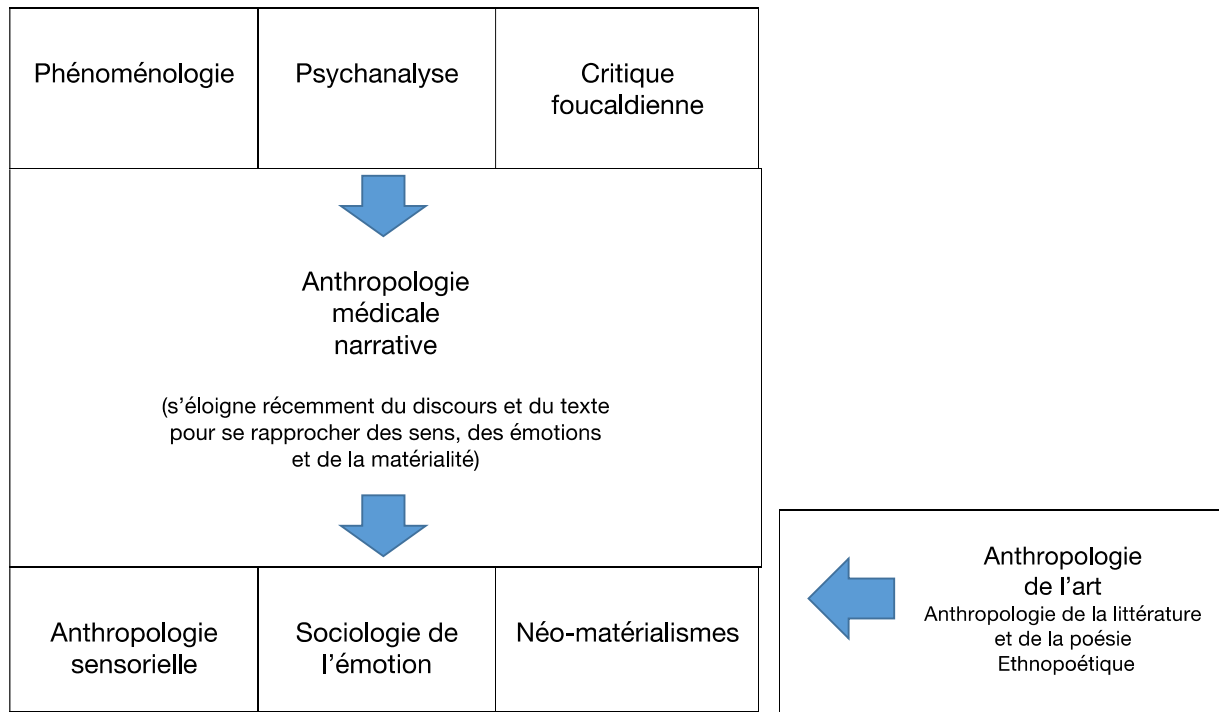 Phénoménologie
Psychanalyse
Critique
foucaldienne
Anthropologie
médicale
narrative
(s’éloigne récemment du discours et du texte
pour se rapprocher des sens, des émotions
et de la matérialité)
Anthropologie
sensorielle
Sociologie de
l’émotion
Néo-matérialismes
Anthropologie
de l’art
Anthropologie de la littérature
et de la poésie
Ethnopoétique